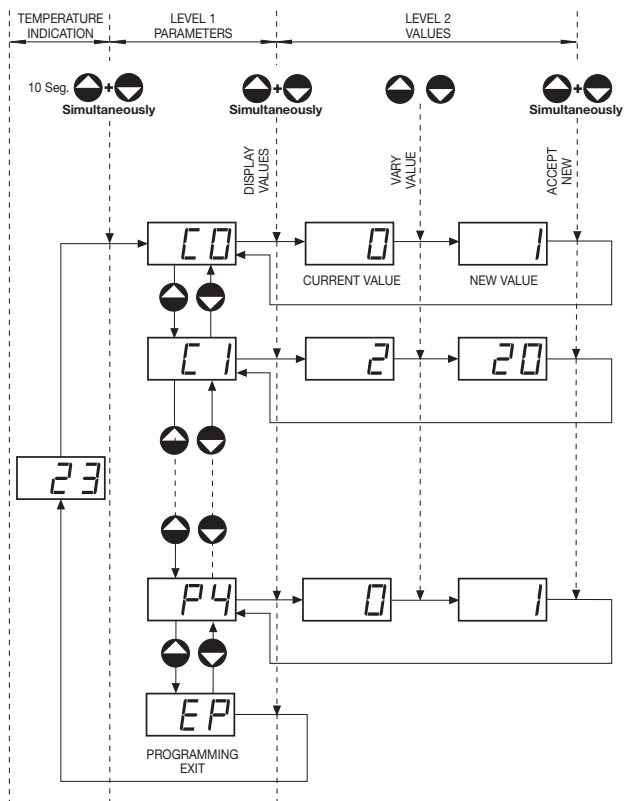 TEMPERATURE
INDICATION
LEVEL 1
PARAMETERS
LEVEL 2
VALUES
10 Seg.
+
Simultaneously
+
Simultaneously
+
Simultaneously
DISPLAY
VALUES
VARY
VALUE
ACCEPT
NEW
C0
0
1
CURRENT VALUE
NEW VALUE
C1
2
20
23
P4
0
1
EP
PROGRAMMING
EXIT